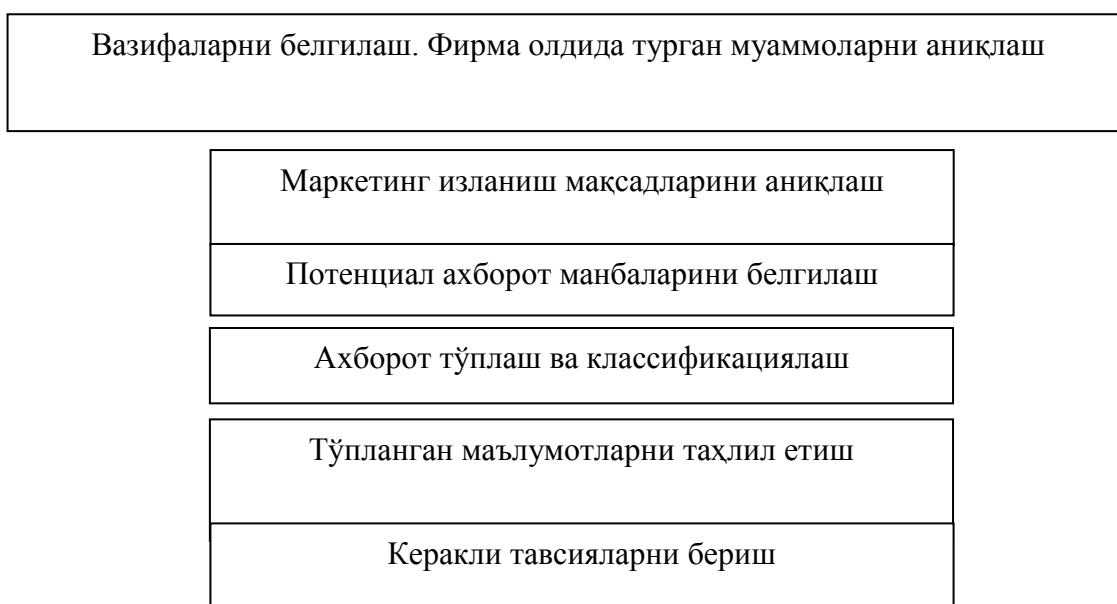 Вазифаларни белгилаш. Фирма олдида турган муаммоларни аниқлаш
Маркетинг изланиш мақсадларини аниқлаш
Потенциал ахборот манбаларини белгилаш
Ахборот тўплаш ва классификациялаш
Тўпланган маълумотларни таҳлил етиш
Керакли тавсияларни бериш